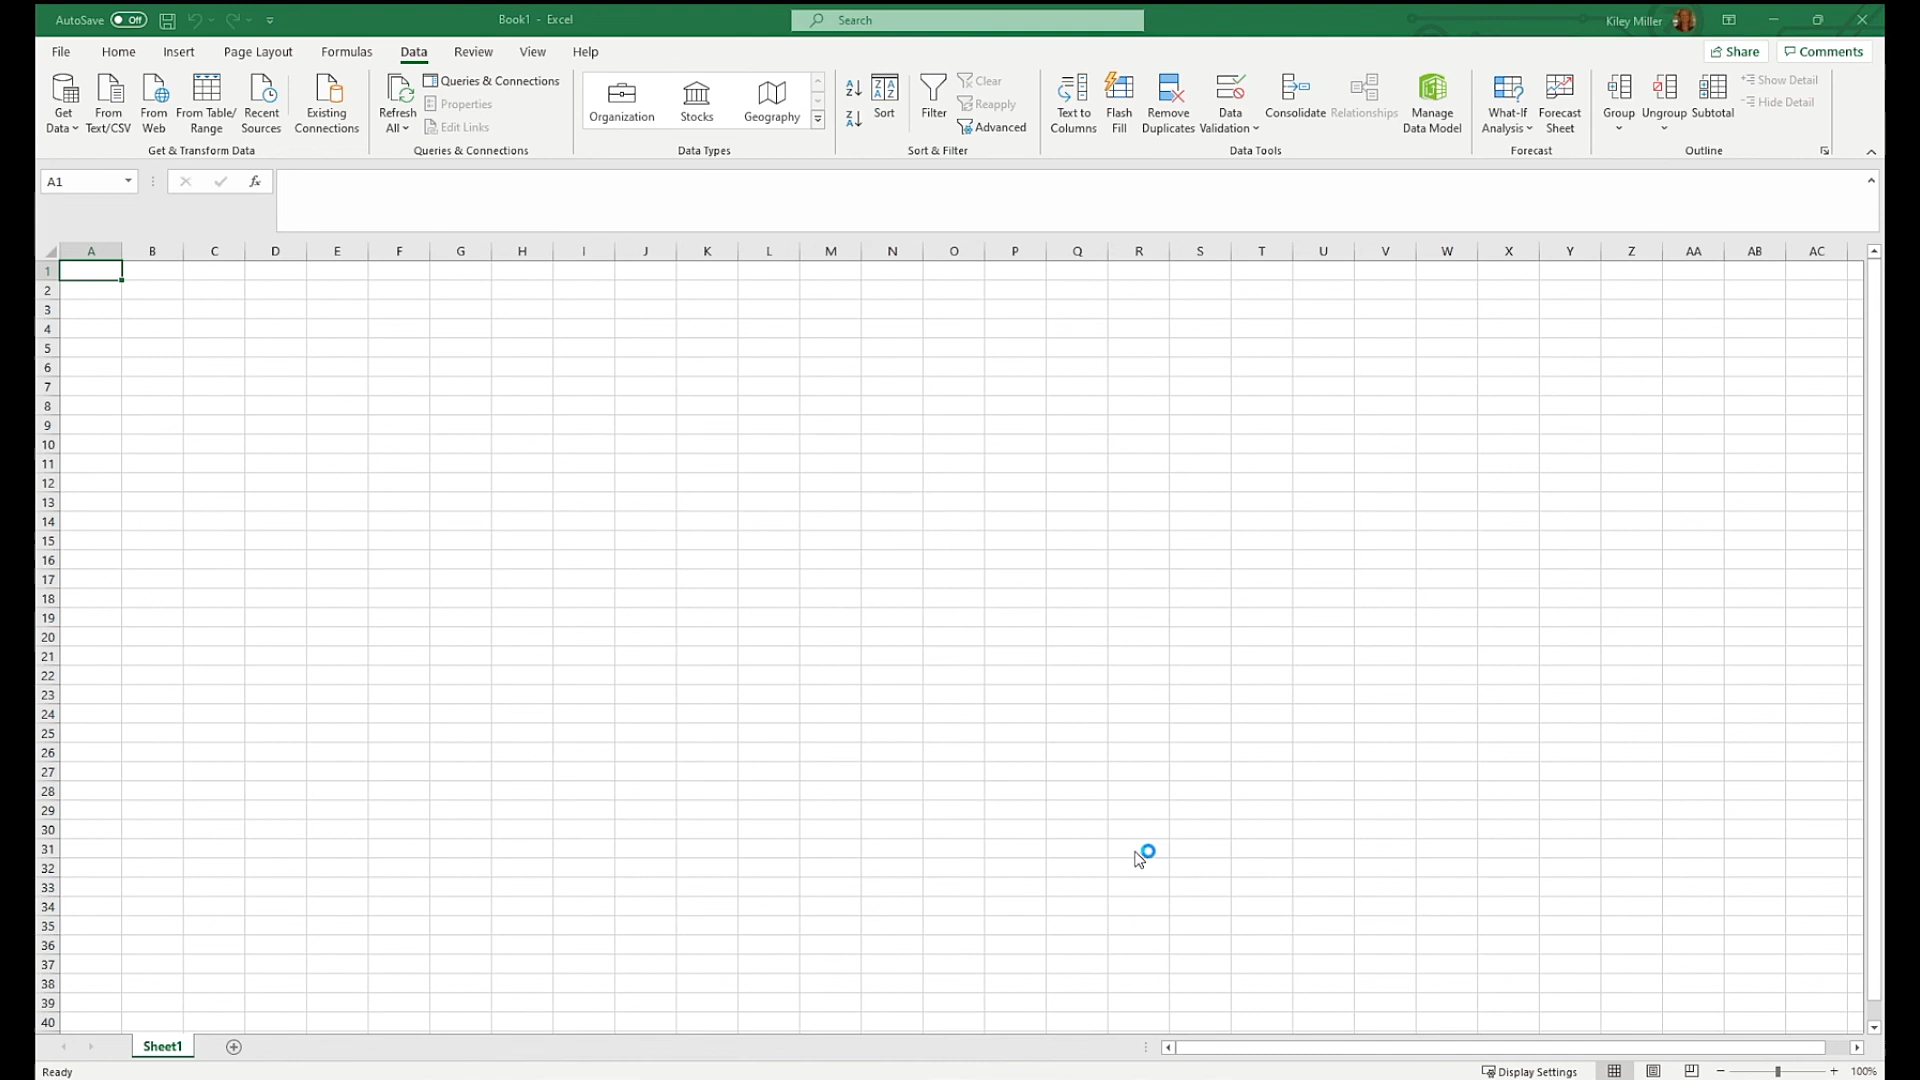 AutoSave Off
Book1 - Excel
Search
Kiley Miller
File Home Insert Page Layout Formulas Data Review View Help
Share Comments
Get Data
From Text/CSV
From Web
From Table/ Range
Recent Sources
Existing Connections
Get & Transform Data
Refresh All
Queries & Connections
Properties
Edit Links
Queries & Connections
Organization
Stocks
Geography
Data Types
Sort
Filter
Clear
Reapply
Advanced
Sort & Filter
Text to Columns
Flash Fill
Remove Duplicates
Data Validation
Consolidate
Relationships
Manage Data Model
Data Tools
What-If Analysis
Forecast Sheet
Forecast
Group
Ungroup
Subtotal
Show Detail
Hide Detail
Outline
A1
fx
A B C D E F G H I J K L M N O P Q R S T U V W X Y Z AA AB AC
1
2
3
4
5
6
7
8
9
10
11
12
13
14
15
16
17
18
19
20
21
22
23
24
25
26
27
28
29
30
31
32
33
34
35
36
37
38
39
40
Sheet1
Ready
Display Settings
100%